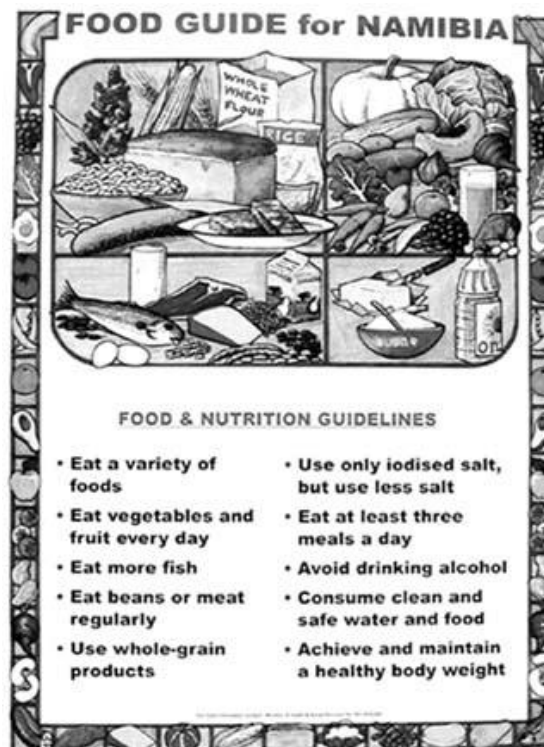 FOOD GUIDE for NAMIBIA
WHOLE
WHEAT
FLOUR
RICE
FOOD & NUTRITION GUIDELINES
• Eat a variety of
foods
• Eat vegetables and
fruit every day
• Eat more fish
• Eat beans or meat
regularly
• Use whole-grain
products
• Use only iodised salt,
but use less salt
• Eat at least three
meals a day
• Avoid drinking alcohol
• Consume clean and
safe water and food
• Achieve and maintain
a healthy body weight